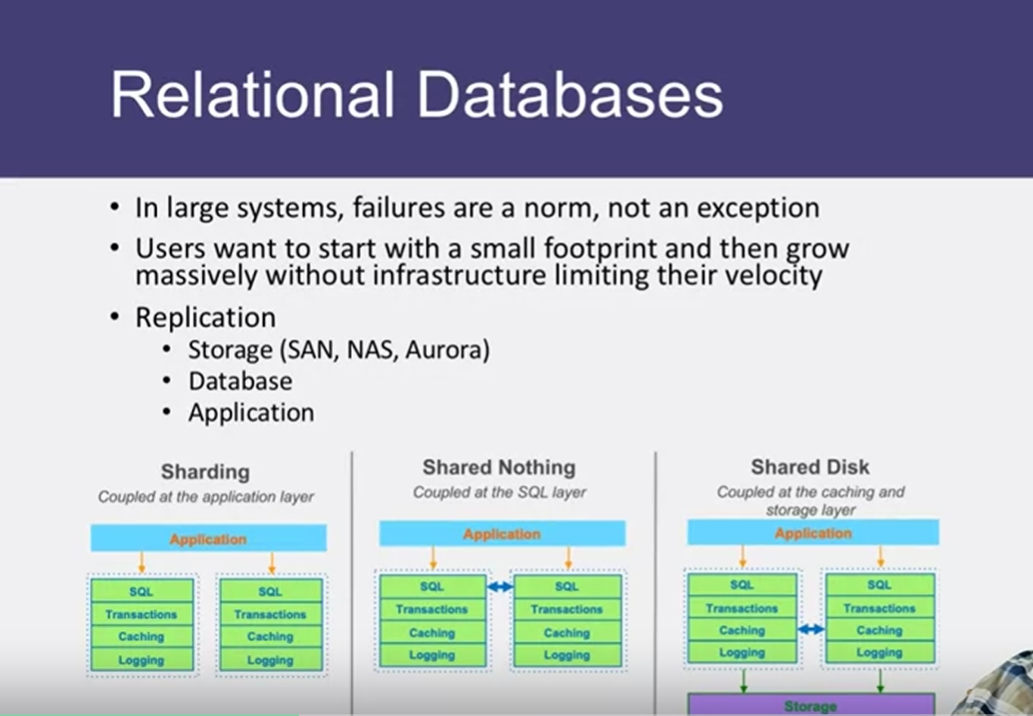 Relational Databases
• In large systems, failures are a norm, not an exception
• Users want to start with a small footprint and then grow
massively without infrastructure limiting their velocity
• Replication
• Storage (SAN, NAS, Aurora)
• Database
• Application
Sharding
Coupled at the application layer
Application
SQL
Transactions
Caching
Logging
SQL
Transactions
Caching
Logging
Shared Nothing
Coupled at the SQL layer
Application
SQL
Transactions
Caching
Logging
SQL
Transactions
Caching
Logging
Shared Disk
Coupled at the caching and
storage layer
Application
SQL
Transactions
Caching
Logging
SQL
Transactions
Caching
Logging
Storage